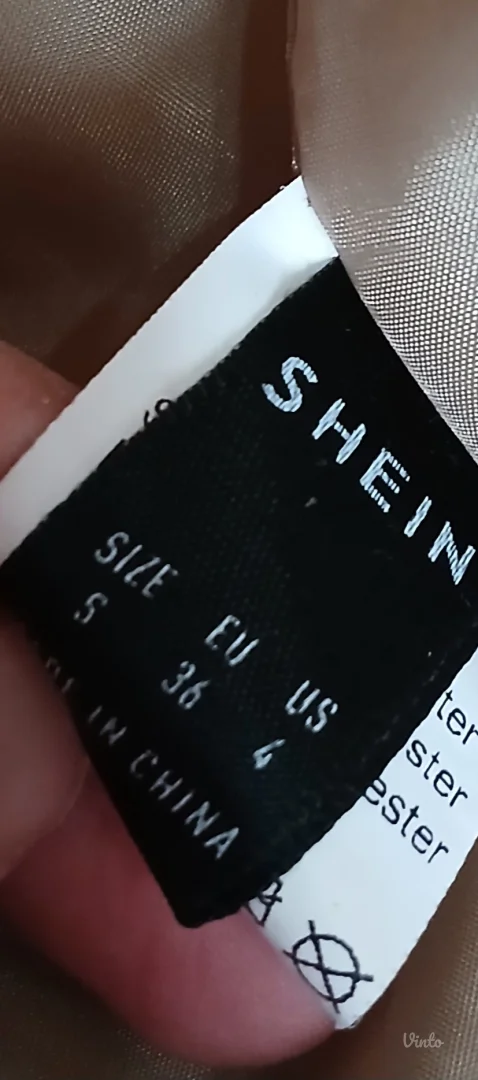 SHEIN
SIZE EU US
S 36 4
IN CHINA
ter
ster
ester
Vinto